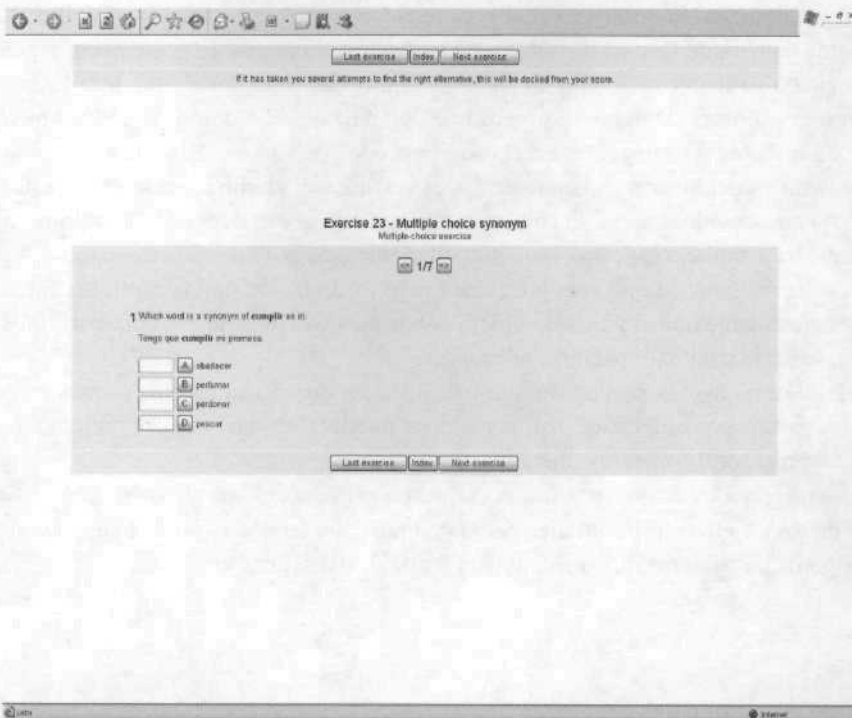 Last exercise Index Next exercise
If it has taken you several attempts to find the right alternative, this will be docked from your score.
Exercise 23 - Multiple choice synonym
Multiple-choice exercise
<= 1/7 =>
1 Which word is a synonym of cumplir as in:
Tengo que cumplir mi promesa.
A. obedecer
B. perfumar
C. perdonar
D. pescar
Last exercise Index Next exercise
Listo
Internet